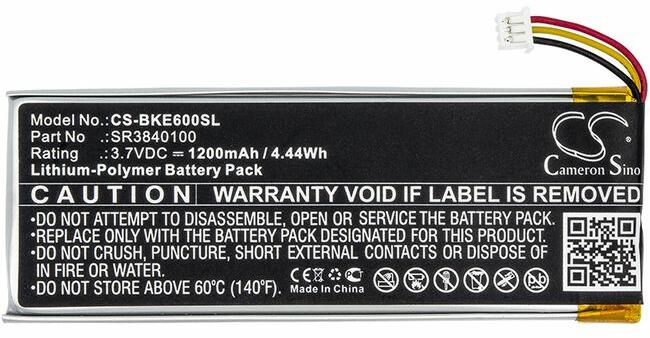 Model No.:CS-BKE600SL
Part No .:SR3840100
Rating .:3.7VDC ⎓ 1200mAh / 4.44Wh
Lithium-Polymer Battery Pack
Cameron Sino
CAUTION WARRANTY VOID IF LABEL IS REMOVED
•DO NOT ATTEMPT TO DISASSEMBLE, OPEN OR SERVICE THE BATTERY PACK.
•REPLACE ONLY WITH THE BATTERY PACK DESIGNATED FOR THIS PRODUCT
•DO NOT CRUSH, PUNCTURE, SHORT EXTERNAL CONTACTS OR DISPOSE OF
IN FIRE OR WATER.
•DO NOT STORE ABOVE 60°C (140°F).
CE
Made In China